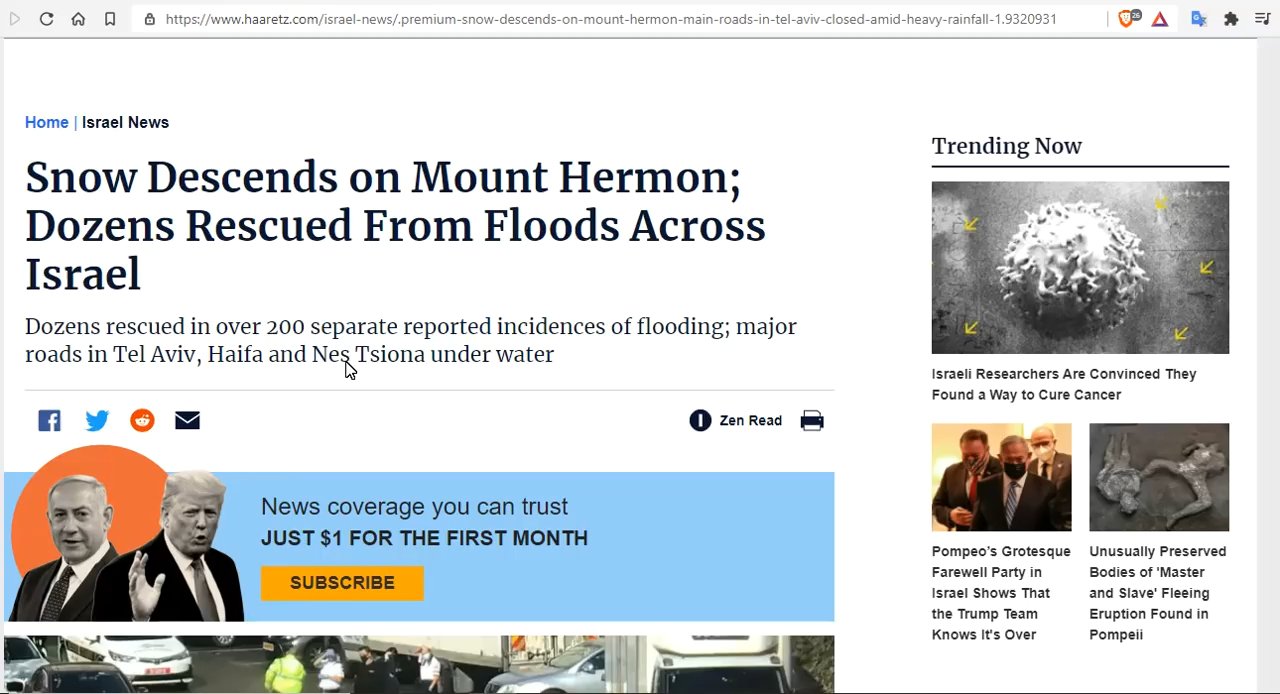 https://www.haaretz.com/israel-news/.premium-snow-descends-on-mount-hermon-main-roads-in-tel-aviv-closed-amid-heavy-rainfall-1.9320931
26
Home | Israel News
Snow Descends on Mount Hermon;
Dozens Rescued From Floods Across
Israel
Dozens rescued in over 200 separate reported incidences of flooding; major
roads in Tel Aviv, Haifa and Nes Tsiona under water
Zen Read
News coverage you can trust
JUST $1 FOR THE FIRST MONTH
SUBSCRIBE
Trending Now
Israeli Researchers Are Convinced They
Found a Way to Cure Cancer
Pompeo’s Grotesque
Farewell Party in
Israel Shows That
the Trump Team
Knows It's Over
Unusually Preserved
Bodies of 'Master
and Slave' Fleeing
Eruption Found in
Pompeii